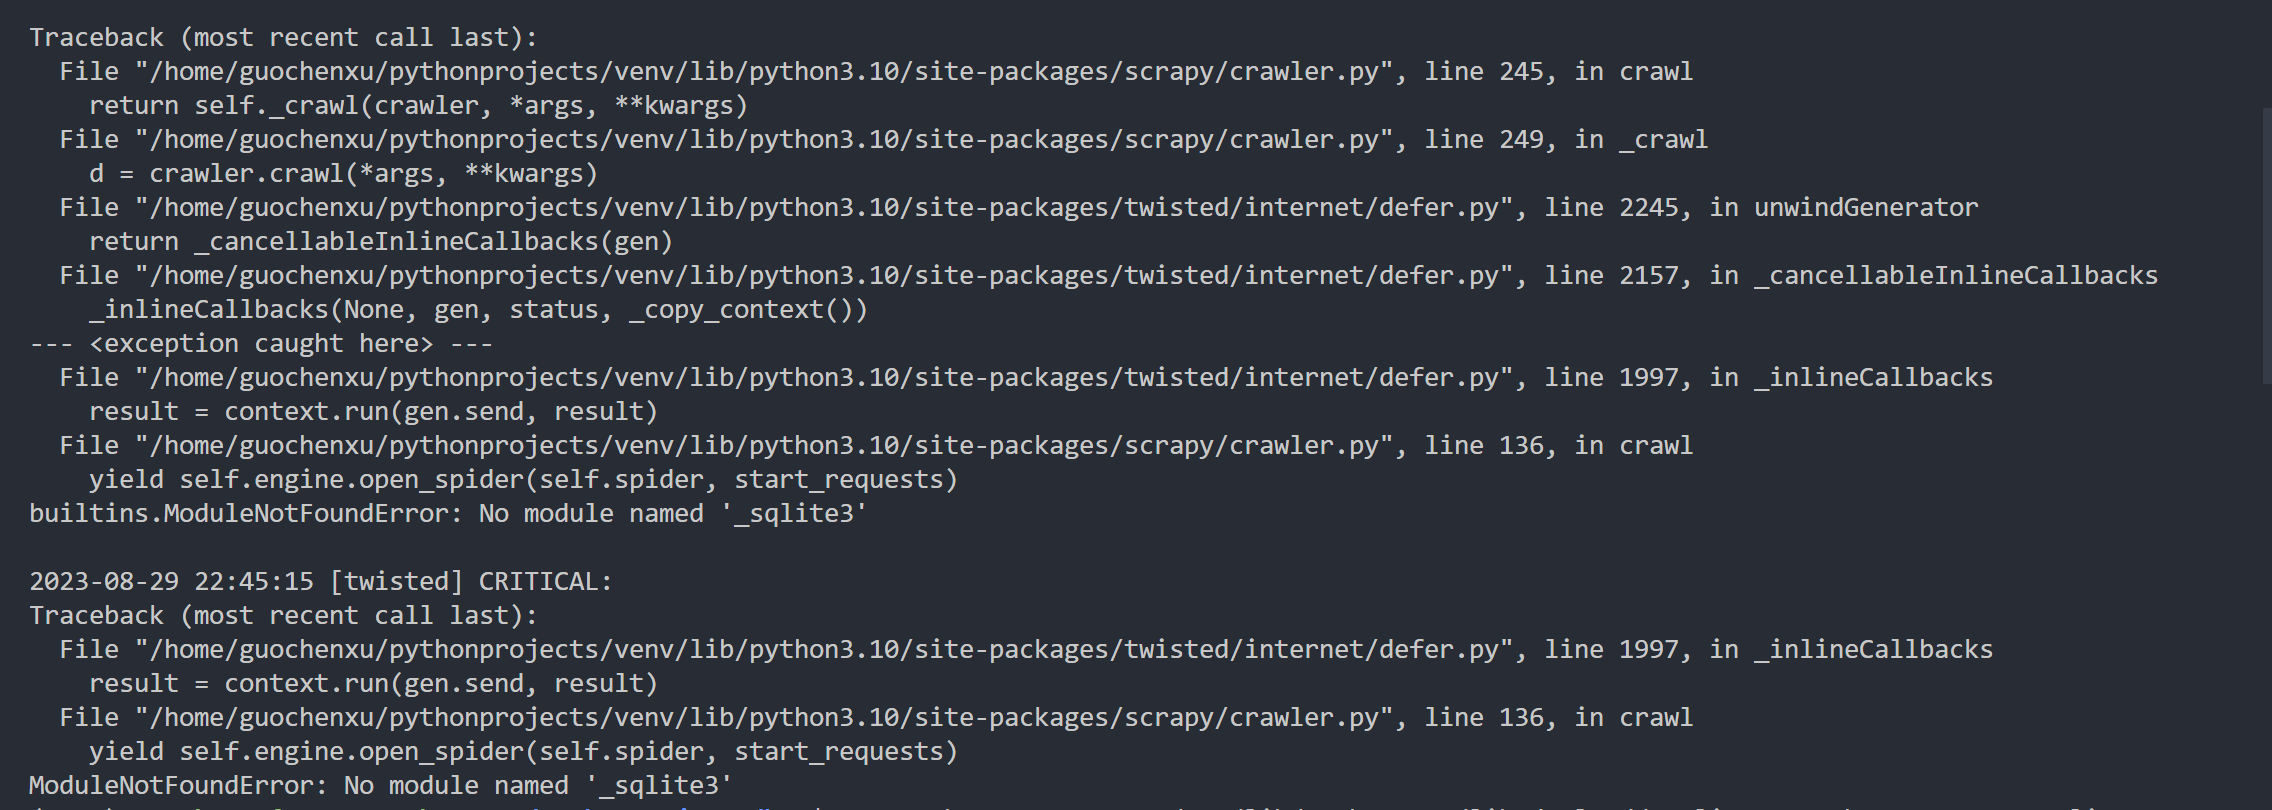 Traceback (most recent call last):
  File "/home/guochenxu/pythonprojects/venv/lib/python3.10/site-packages/scrapy/crawler.py", line 245, in crawl
    return self._crawl(crawler, *args, **kwargs)
  File "/home/guochenxu/pythonprojects/venv/lib/python3.10/site-packages/scrapy/crawler.py", line 249, in _crawl
    d = crawler.crawl(*args, **kwargs)
  File "/home/guochenxu/pythonprojects/venv/lib/python3.10/site-packages/twisted/internet/defer.py", line 2245, in unwindGenerator
    return _cancellableInlineCallbacks(gen)
  File "/home/guochenxu/pythonprojects/venv/lib/python3.10/site-packages/twisted/internet/defer.py", line 2157, in _cancellableInlineCallbacks
    _inlineCallbacks(None, gen, status, _copy_context())
--- <exception caught here> ---
  File "/home/guochenxu/pythonprojects/venv/lib/python3.10/site-packages/twisted/internet/defer.py", line 1997, in _inlineCallbacks
    result = context.run(gen.send, result)
  File "/home/guochenxu/pythonprojects/venv/lib/python3.10/site-packages/scrapy/crawler.py", line 136, in crawl
    yield self.engine.open_spider(self.spider, start_requests)
builtins.ModuleNotFoundError: No module named '_sqlite3'

2023-08-29 22:45:15 [twisted] CRITICAL:
Traceback (most recent call last):
  File "/home/guochenxu/pythonprojects/venv/lib/python3.10/site-packages/twisted/internet/defer.py", line 1997, in _inlineCallbacks
    result = context.run(gen.send, result)
  File "/home/guochenxu/pythonprojects/venv/lib/python3.10/site-packages/scrapy/crawler.py", line 136, in crawl
    yield self.engine.open_spider(self.spider, start_requests)
ModuleNotFoundError: No module named '_sqlite3'